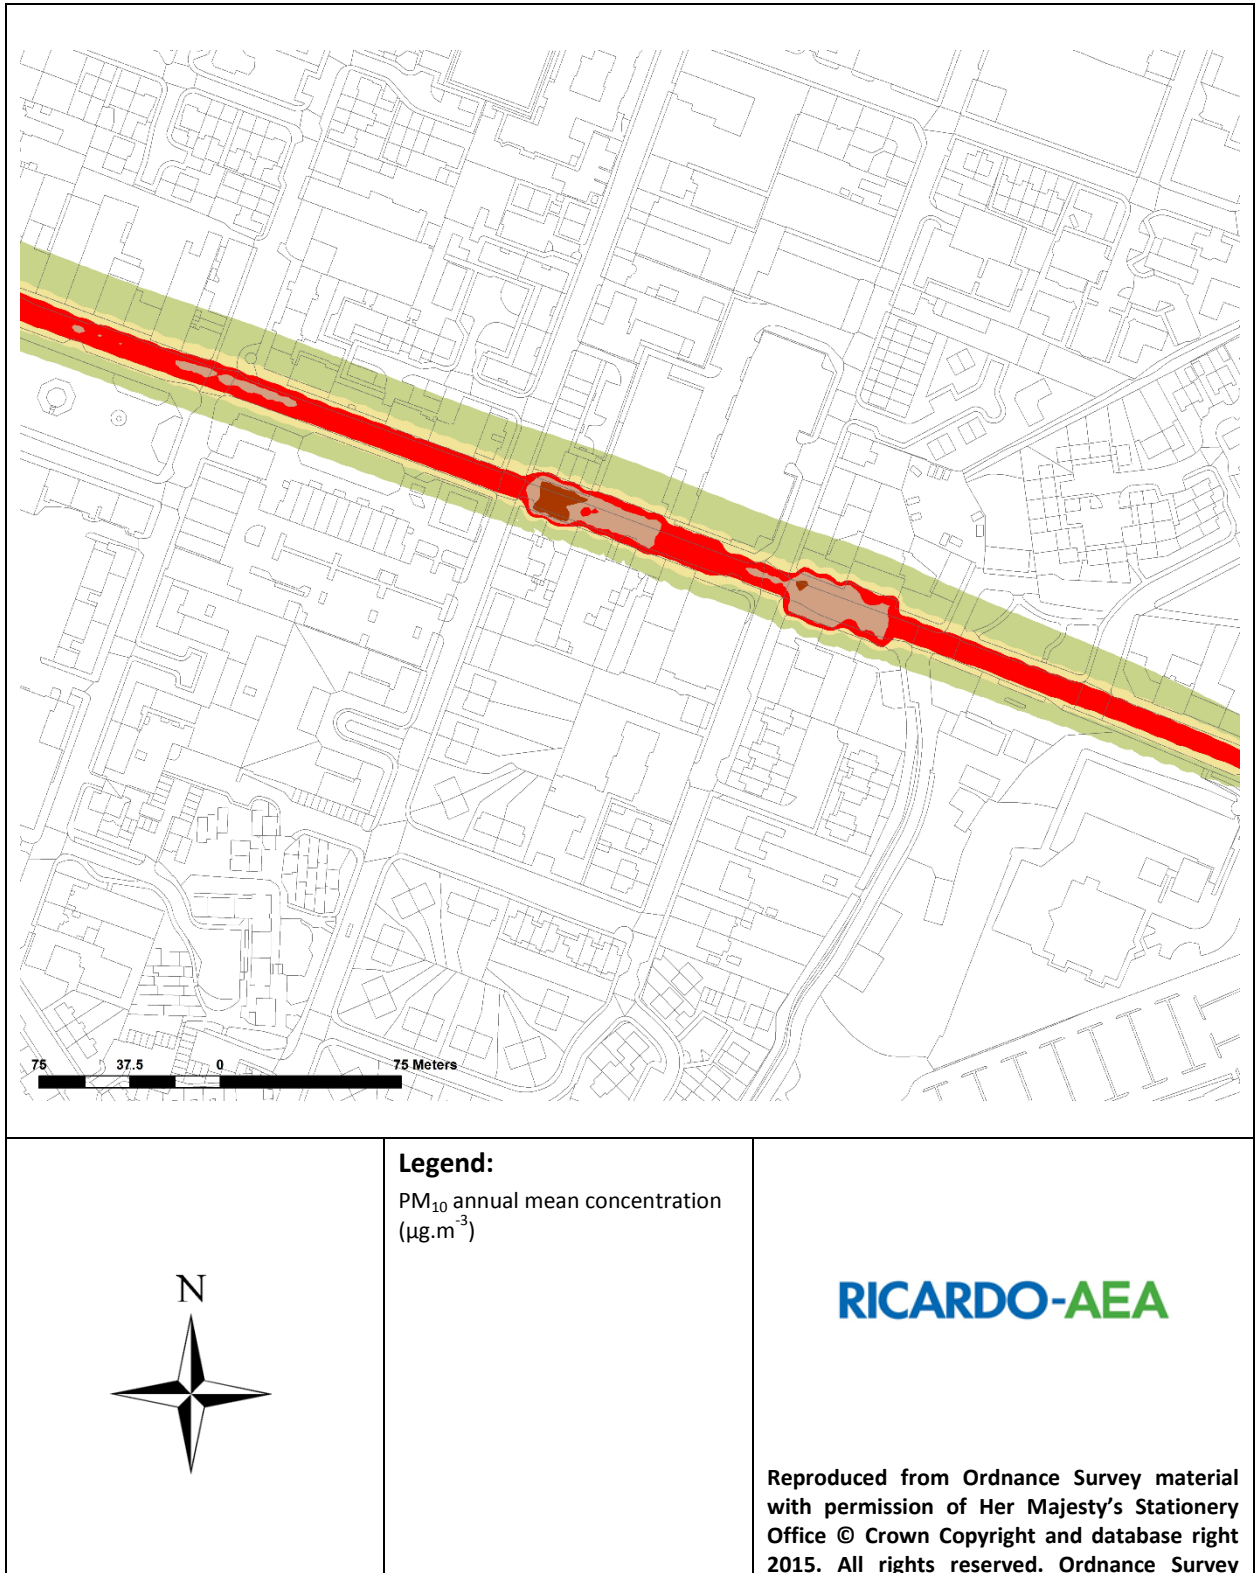 75 37.5 0 75 Meters
N
Legend:
PM₁₀ annual mean concentration
(µg.m⁻³)
RICARDO-AEA
Reproduced from Ordnance Survey material
with permission of Her Majesty's Stationery
Office © Crown Copyright and database right
2015. All rights reserved. Ordnance Survey